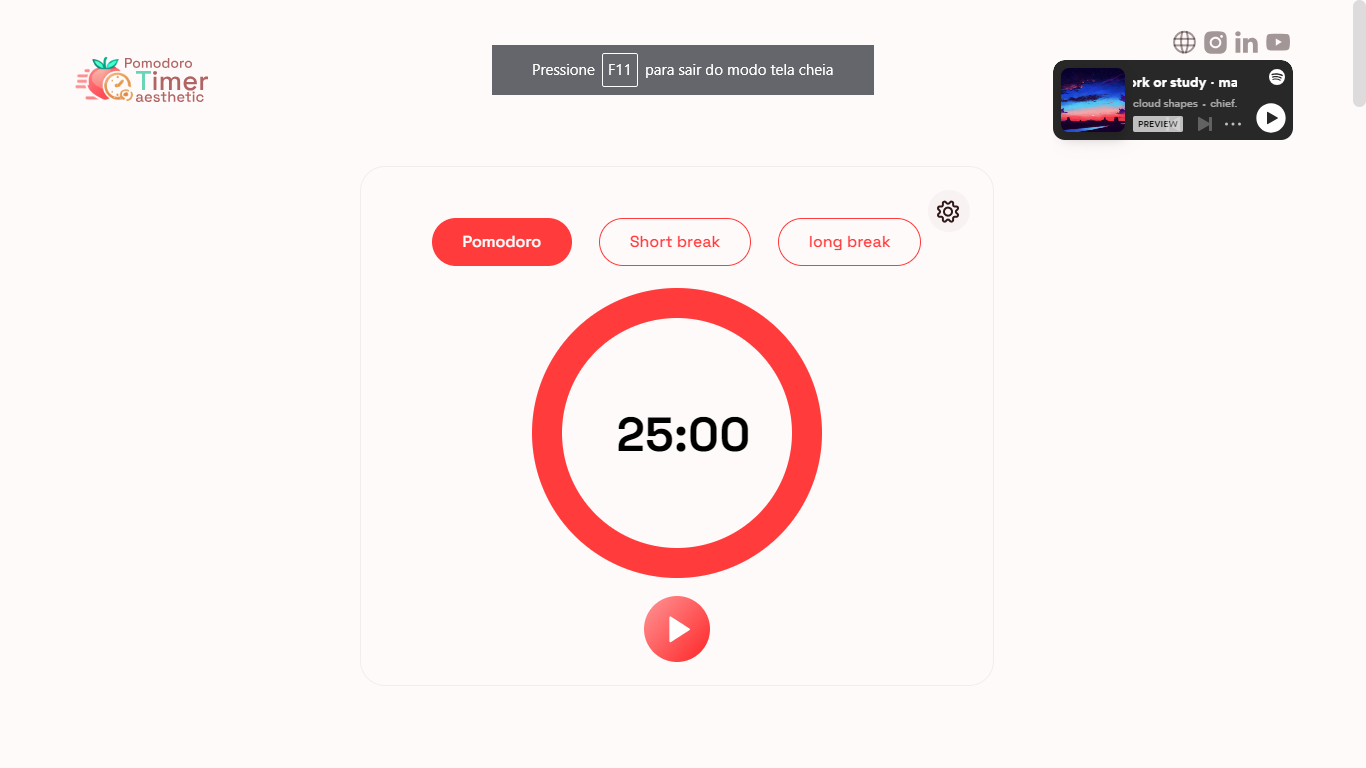 Pomodoro
Timer
aesthetic
Pressione F11 para sair do modo tela cheia
ork or study · ma
cloud shapes • chief.
PREVIEW
Pomodoro
Short break
long break
25:00